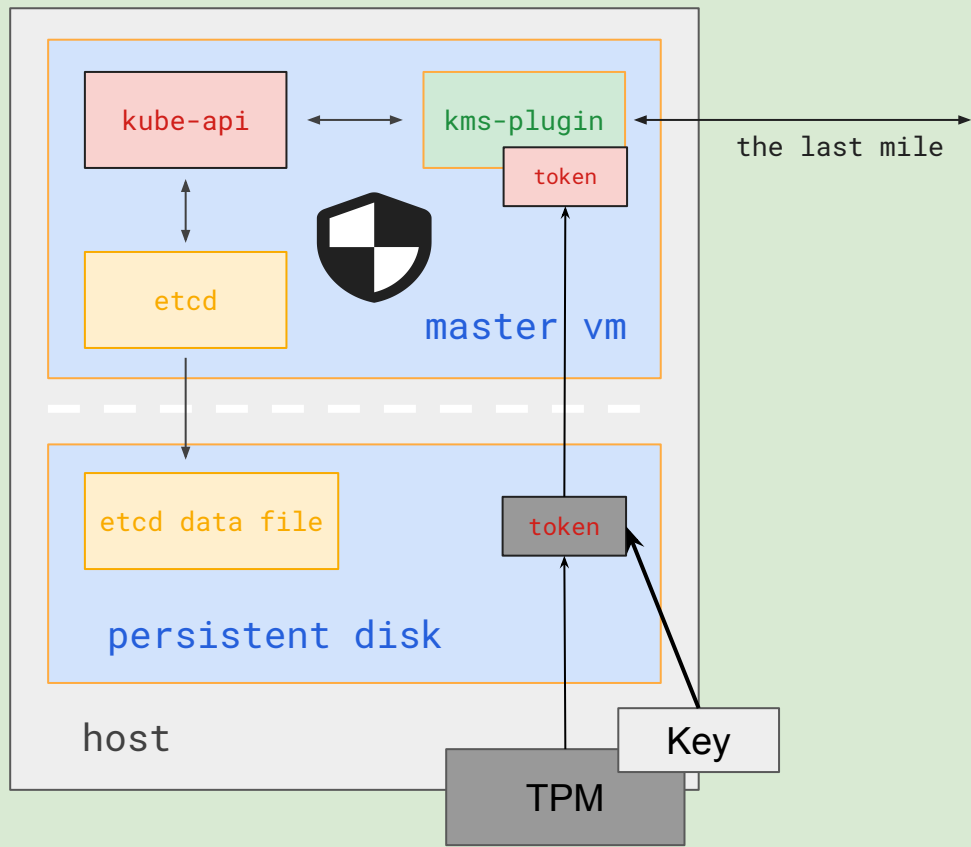 kube-api
kms-plugin
the last mile
token
etcd
master vm
etcd data file
token
persistent disk
host
Key
TPM